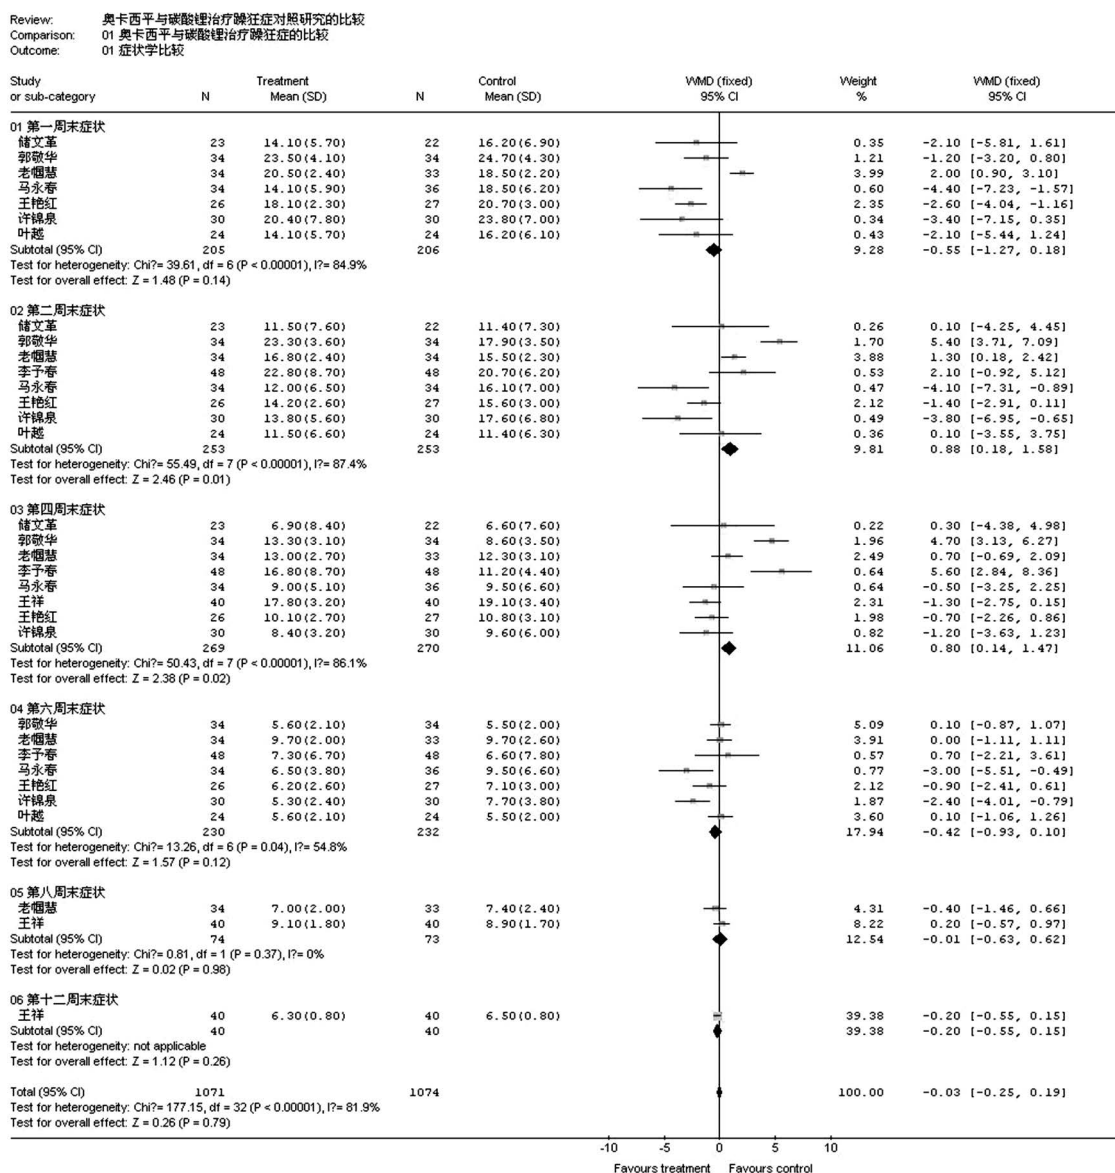 Review: 奥卡西平与碳酸锂治疗躁狂症对照研究的比较
Comparison: 01 奥卡西平与碳酸锂治疗躁狂症的比较
Outcome: 01 症状学比较
Study Treatment Control WMD (fixed) Weight WMD (fixed)
or sub-category N Mean (SD) N Mean (SD) 95% CI % 95% CI
01 第一周末症状
储文革 23 14.10(5.70) 22 16.20(6.90) 0.35 -2.10 [-5.81, 1.61]
郭敬华 34 23.50(4.10) 34 24.70(4.30) 1.21 -1.20 [-3.20, 0.80]
老帼慧 34 20.50(2.40) 33 18.50(2.20) 3.99 2.00 [0.90, 3.10]
马永春 34 14.10(5.90) 36 18.50(6.20) 0.60 -4.40 [-7.23, -1.57]
王艳红 26 18.10(2.30) 27 20.70(3.00) 2.35 -2.60 [-4.04, -1.16]
许锦泉 30 20.40(7.80) 30 23.80(7.00) 0.34 -3.40 [-7.15, 0.35]
叶越 24 14.10(5.70) 24 16.20(6.10) 0.43 -2.10 [-5.44, 1.24]
Subtotal (95% CI) 205 206 9.28 -0.55 [-1.27, 0.18]
Test for heterogeneity: Chi?= 39.61, df = 6 (P < 0.00001), I?= 84.9%
Test for overall effect: Z = 1.48 (P = 0.14)
02 第二周末症状
储文革 23 11.50(7.60) 22 11.40(7.30) 0.26 0.10 [-4.25, 4.45]
郭敬华 34 23.30(3.60) 34 17.90(3.50) 1.70 5.40 [3.71, 7.09]
老帼慧 34 16.80(2.40) 34 15.50(2.30) 3.88 1.30 [0.18, 2.42]
李予春 48 22.80(8.70) 48 20.70(6.20) 0.53 2.10 [-0.92, 5.12]
马永春 34 12.00(6.50) 34 16.10(7.00) 0.47 -4.10 [-7.31, -0.89]
王艳红 26 14.20(2.60) 27 15.60(3.00) 2.12 -1.40 [-2.91, 0.11]
许锦泉 30 13.80(5.60) 30 17.60(6.80) 0.49 -3.80 [-6.95, -0.65]
叶越 24 11.50(6.60) 24 11.40(6.30) 0.36 0.10 [-3.55, 3.75]
Subtotal (95% CI) 253 253 9.81 0.88 [0.18, 1.58]
Test for heterogeneity: Chi?= 55.49, df = 7 (P < 0.00001), I?= 87.4%
Test for overall effect: Z = 2.46 (P = 0.01)
03 第四周末症状
储文革 23 6.90(8.40) 22 6.60(7.60) 0.22 0.30 [-4.38, 4.98]
郭敬华 34 13.30(3.10) 34 8.60(3.50) 1.96 4.70 [3.13, 6.27]
老帼慧 34 13.00(2.70) 33 12.30(3.10) 2.49 0.70 [-0.69, 2.09]
李予春 48 16.80(8.70) 48 11.20(4.40) 0.64 5.60 [2.84, 8.36]
马永春 34 9.00(5.10) 36 9.50(6.60) 0.64 -0.50 [-3.25, 2.25]
王祥 40 17.80(3.20) 40 19.10(3.40) 2.31 -1.30 [-2.75, 0.15]
王艳红 26 10.10(2.70) 27 10.80(3.10) 1.98 -0.70 [-2.26, 0.86]
许锦泉 30 8.40(3.20) 30 9.60(6.00) 0.82 -1.20 [-3.63, 1.23]
Subtotal (95% CI) 269 270 11.06 0.80 [0.14, 1.47]
Test for heterogeneity: Chi?= 50.43, df = 7 (P < 0.00001), I?= 86.1%
Test for overall effect: Z = 2.38 (P = 0.02)
04 第六周末症状
郭敬华 34 5.60(2.10) 34 5.50(2.00) 5.09 0.10 [-0.87, 1.07]
老帼慧 34 9.70(2.00) 33 9.70(2.60) 3.91 0.00 [-1.11, 1.11]
李予春 48 7.30(6.70) 48 6.60(7.80) 0.57 0.70 [-2.21, 3.61]
马永春 34 6.50(3.80) 36 9.50(6.60) 0.77 -3.00 [-5.51, -0.49]
王艳红 26 6.20(2.60) 27 7.10(3.00) 2.12 -0.90 [-2.41, 0.61]
许锦泉 30 5.30(2.40) 30 7.70(3.80) 1.87 -2.40 [-4.01, -0.79]
叶越 24 5.60(2.10) 24 5.50(2.00) 3.60 0.10 [-1.06, 1.26]
Subtotal (95% CI) 230 232 17.94 -0.42 [-0.93, 0.10]
Test for heterogeneity: Chi?= 13.26, df = 6 (P = 0.04), I?= 54.8%
Test for overall effect: Z = 1.57 (P = 0.12)
05 第八周末症状
老帼慧 34 7.00(2.00) 33 7.40(2.40) 4.31 -0.40 [-1.46, 0.66]
王祥 40 9.10(1.80) 40 8.90(1.70) 8.22 0.20 [-0.57, 0.97]
Subtotal (95% CI) 74 73 12.54 -0.01 [-0.63, 0.62]
Test for heterogeneity: Chi?= 0.81, df = 1 (P = 0.37), I?= 0%
Test for overall effect: Z = 0.02 (P = 0.98)
06 第十二周末症状
王祥 40 6.30(0.80) 40 6.50(0.80) 39.38 -0.20 [-0.55, 0.15]
Subtotal (95% CI) 40 40 39.38 -0.20 [-0.55, 0.15]
Test for heterogeneity: not applicable
Test for overall effect: Z = 1.12 (P = 0.26)
Total (95% CI) 1071 1074 100.00 -0.03 [-0.25, 0.19]
Test for heterogeneity: Chi?= 177.15, df = 32 (P < 0.00001), I?= 81.9%
Test for overall effect: Z = 0.26 (P = 0.79)
-10 -5 0 5 10
Favours treatment Favours control